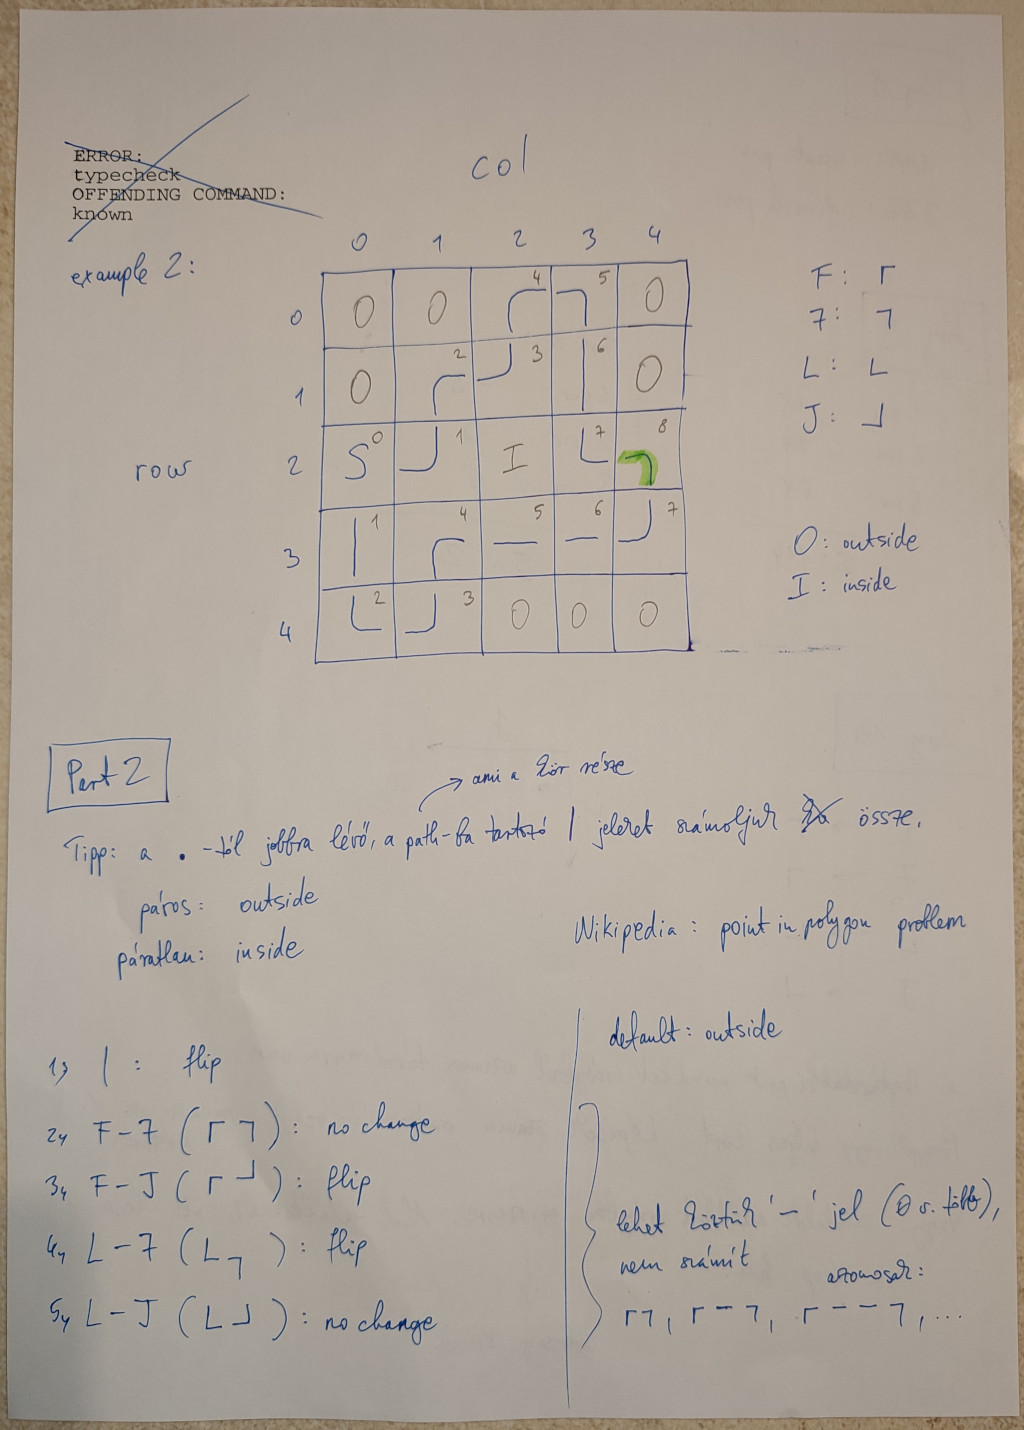 ERROR:
typecheck
OFFENDING COMMAND:
known
col
example 2:
0 1 2 3 4
0 O O 4 5 O
1 O 2 3 6 O
row
2 S 0 1 I 7 8
3 1 4 5 6 7
4 2 3 O O O
F: ┌
7: ┐
L: └
J: ┘
O: outside
I: inside
Part 2
→ ami a kör része
Tipp: a . -tól jobbra lévő, a path-ba tartozó | jeleket számoljuk össze.
páros: outside
páratlan: inside
Wikipedia: point in polygon problem
default: outside
1, | : flip
2, F-7 (┌ ┐): no change
3, F-J (┌ ┘): flip
4, L-7 (└ ┐): flip
5, L-J (└ ┘): no change
lehet köztük '-' jel (0 v. több),
nem számít
azonosak:
┌┐, ┌-┐, ┌--┐, ...